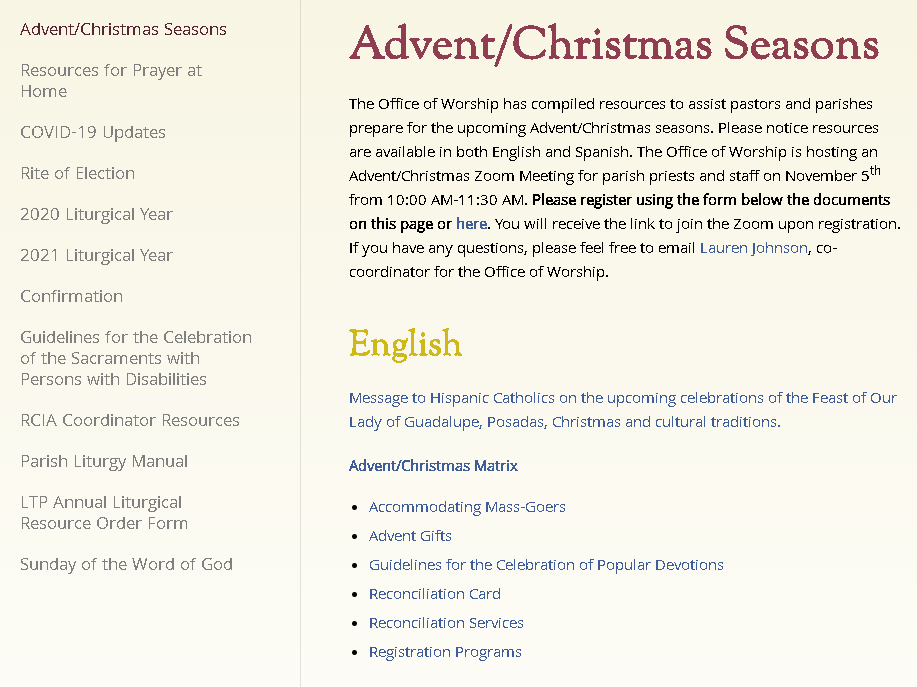 Advent/Christmas Seasons
Resources for Prayer at
Home
COVID-19 Updates
Rite of Election
2020 Liturgical Year
2021 Liturgical Year
Confirmation
Guidelines for the Celebration
of the Sacraments with
Persons with Disabilities
RCIA Coordinator Resources
Parish Liturgy Manual
LTP Annual Liturgical
Resource Order Form
Sunday of the Word of God
Advent/Christmas Seasons
The Office of Worship has compiled resources to assist pastors and parishes
prepare for the upcoming Advent/Christmas seasons. Please notice resources
are available in both English and Spanish. The Office of Worship is hosting an
Advent/Christmas Zoom Meeting for parish priests and staff on November 5th
from 10:00 AM-11:30 AM. Please register using the form below the documents
on this page or here. You will receive the link to join the Zoom upon registration.
If you have any questions, please feel free to email Lauren Johnson, co-
coordinator for the Office of Worship.
English
Message to Hispanic Catholics on the upcoming celebrations of the Feast of Our
Lady of Guadalupe, Posadas, Christmas and cultural traditions.
Advent/Christmas Matrix
• Accommodating Mass-Goers
• Advent Gifts
• Guidelines for the Celebration of Popular Devotions
• Reconciliation Card
• Reconciliation Services
• Registration Programs